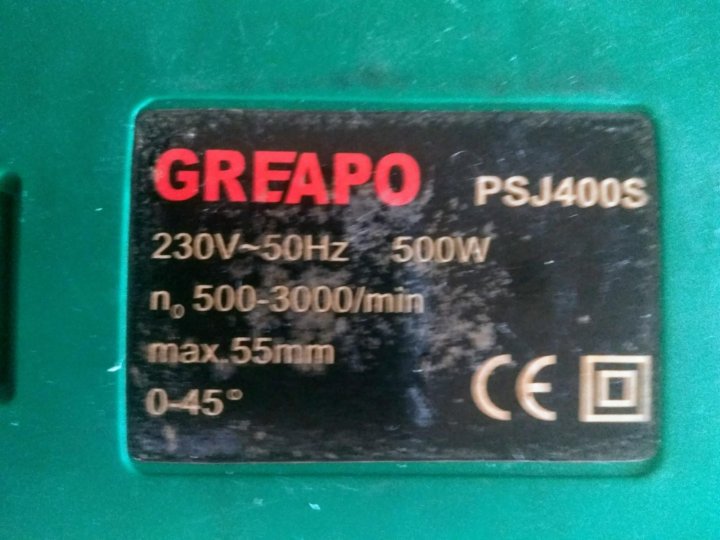 GREAPO PSJ400S
230V~50Hz 500W
n₀ 500-3000/min
max.55mm
0-45°
CE